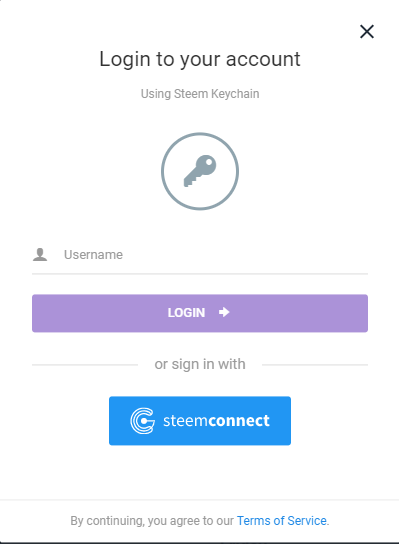 Login to your account
Using Steem Keychain
Username
LOGIN
or sign in with
steemconnect
By continuing, you agree to our Terms of Service.